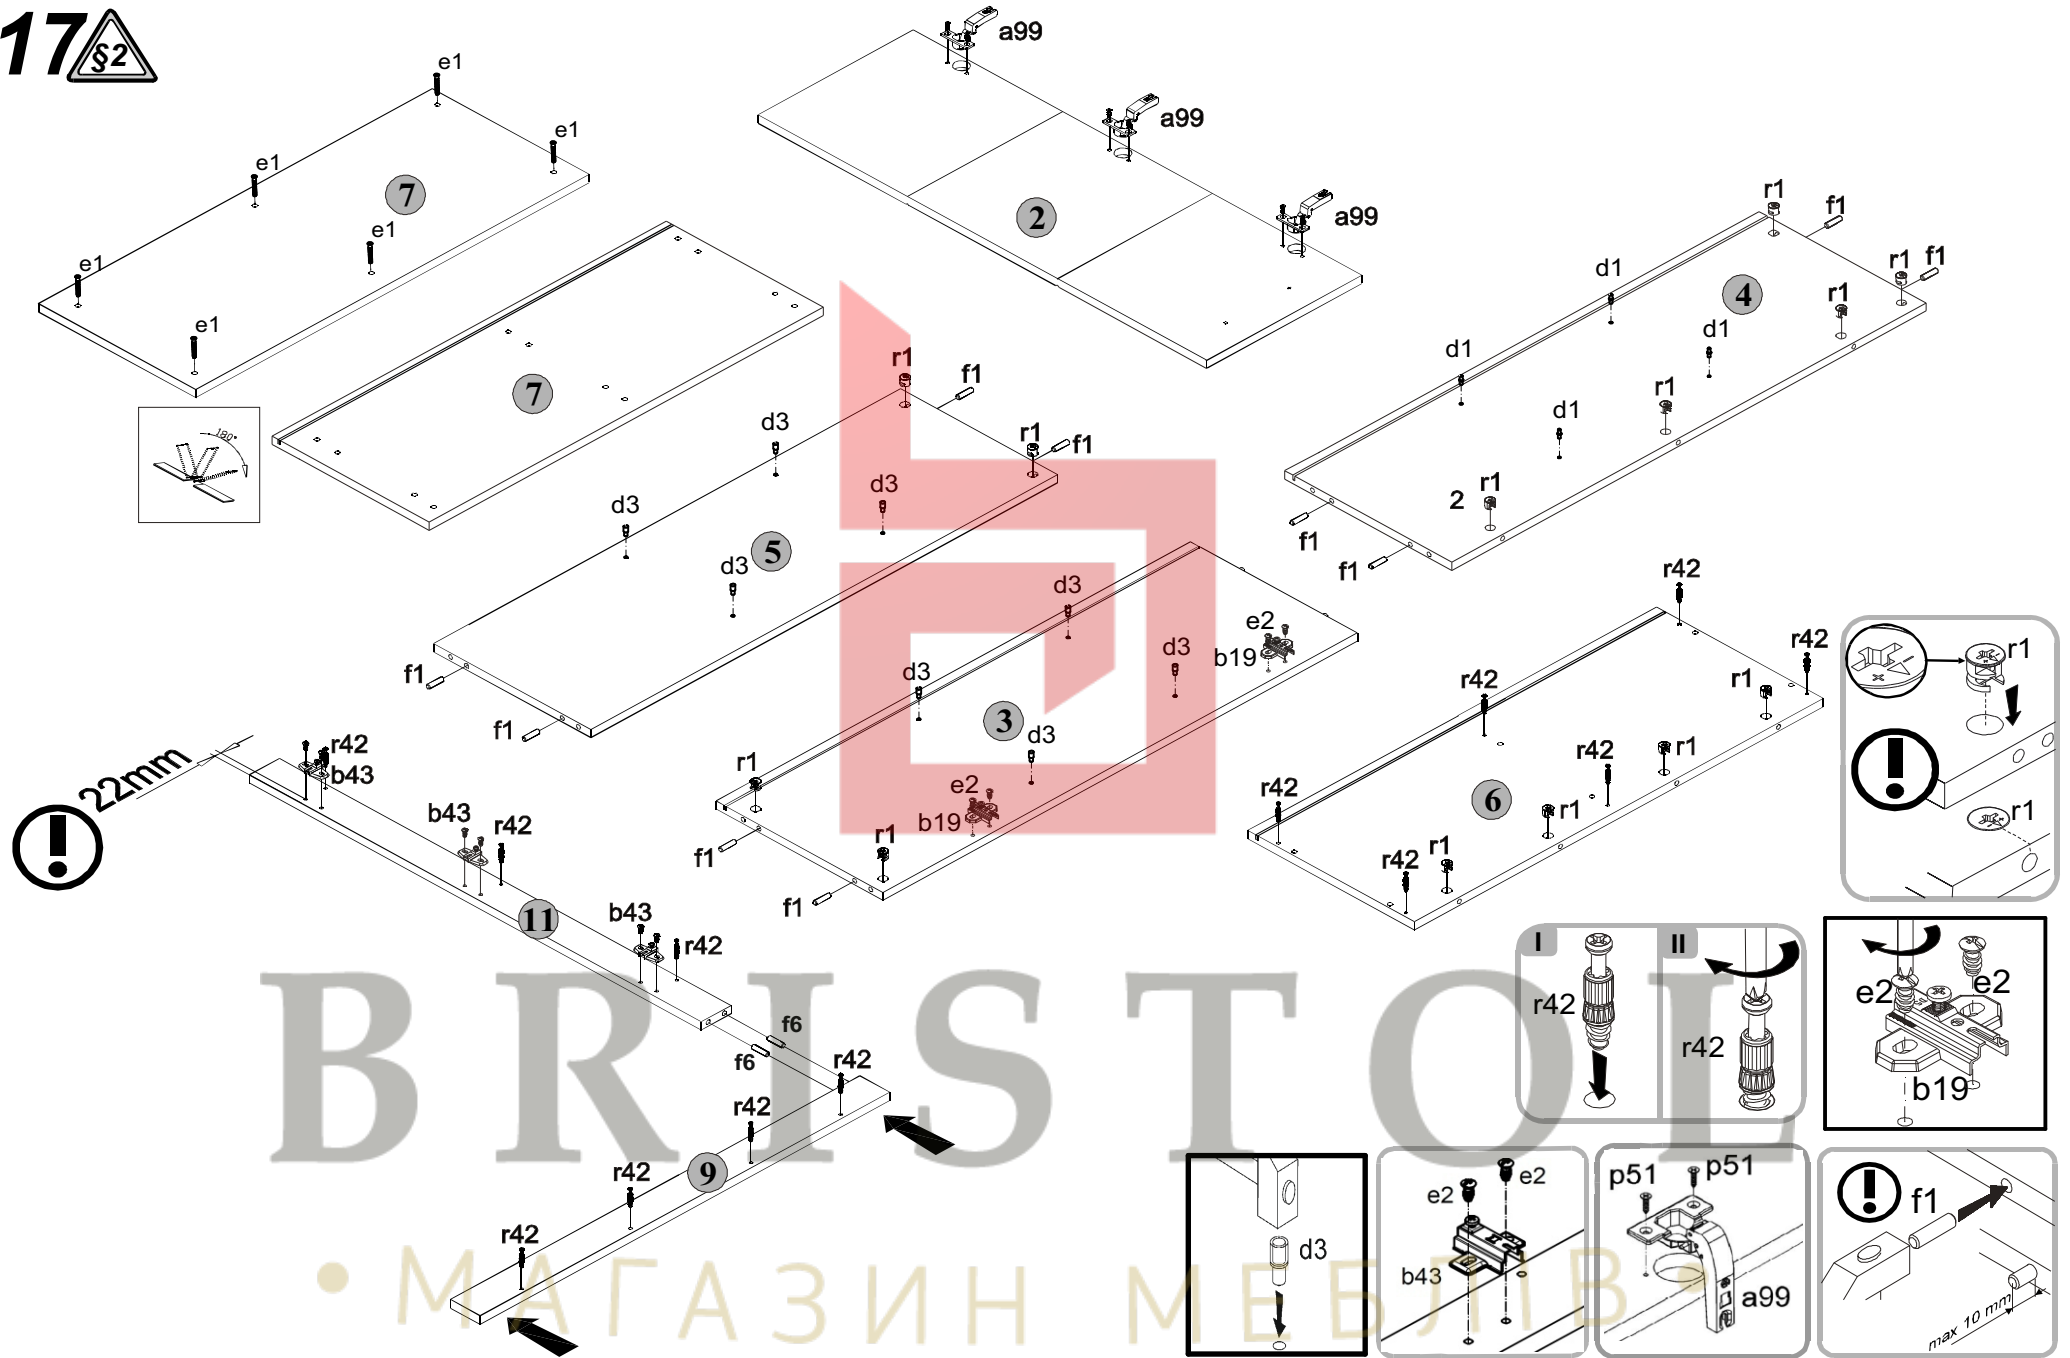 17 §2
a99
a99
a99
e1
e1
e1
e1
e1
e1
7
7
180°
2
r1
f1
r1
f1
r1
d1
d1
d1
d1
4
r1
2
r1
f1
f1
r1
f1
r1
f1
d3
d3
d3
d3
5
f1
f1
d3
d3
d3
d3
3
e2
b19
e2
b19
r1
r1
f1
f1
r42
r42
r42
r42
r42
r42
r1
r1
r1
r1
6
r1
r1
22mm
r42
b43
b43
r42
b43
r42
11
f6
f6
r42
r42
r42
r42
9
I
II
r42
r42
e2
e2
b19
d3
e2
e2
b43
p51
p51
a99
f1
max 10 mm
BRISTOL
• МАГАЗИН МЕБЛІВ •